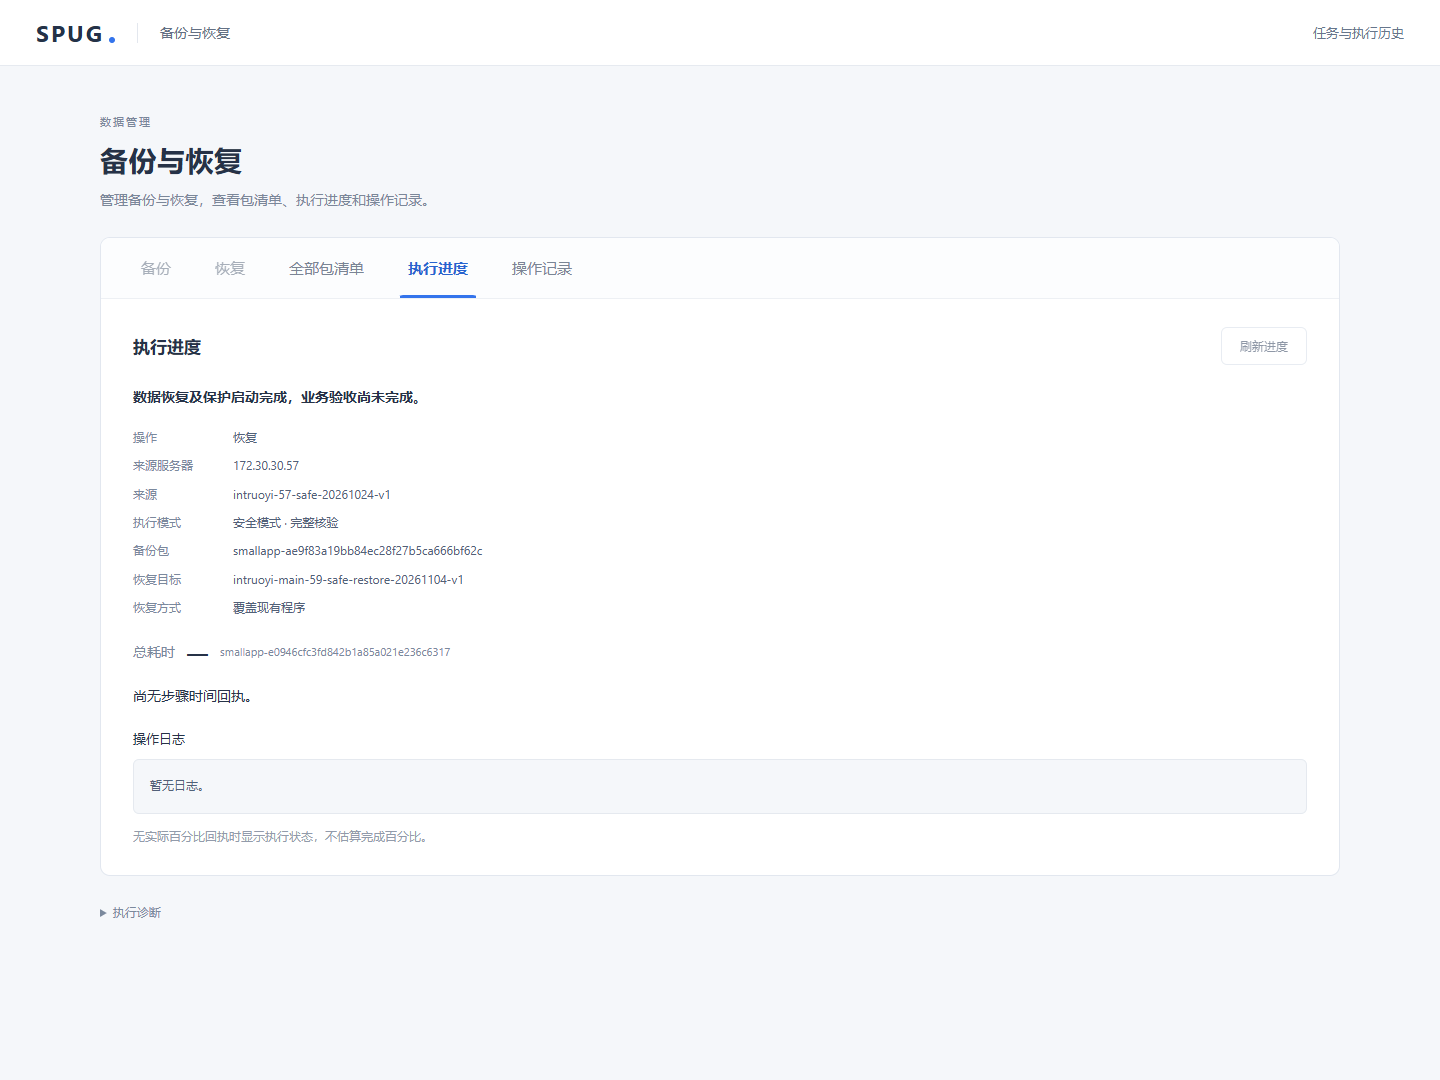 SPUG.
备份与恢复
任务与执行历史
数据管理
备份与恢复
管理备份与恢复，查看包清单、执行进度和操作记录。
备份 恢复 全部包清单 执行进度 操作记录
执行进度
刷新进度
数据恢复及保护启动完成，业务验收尚未完成。
操作 恢复
来源服务器 172.30.30.57
来源 intruoyi-57-safe-20261024-v1
执行模式 安全模式 · 完整核验
备份包 smallapp-ae9f83a19bb84ec28f27b5ca666bf62c
恢复目标 intruoyi-main-59-safe-restore-20261104-v1
恢复方式 覆盖现有程序
总耗时 — smallapp-e0946cfc3fd842b1a85a021e236c6317
尚无步骤时间回执。
操作日志
暂无日志。
无实际百分比回执时显示执行状态，不估算完成百分比。
▶ 执行诊断